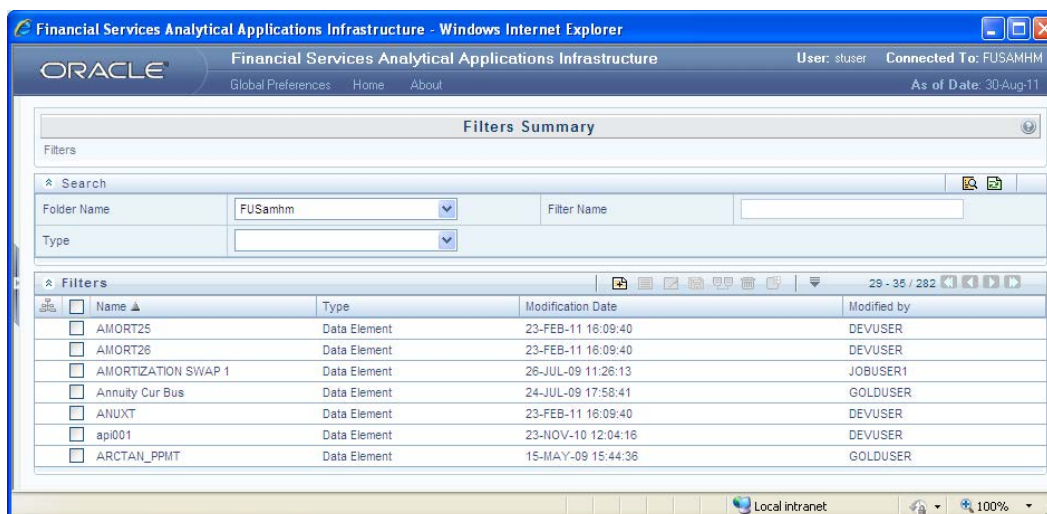 Financial Services Analytical Applications Infrastructure - Windows Internet Explorer
ORACLE Financial Services Analytical Applications Infrastructure User: stuser Connected To: FUSAMHM
Global Preferences Home About As of Date: 30-Aug-11
Filters Summary
Filters
Search
Folder Name FUSamhm Filter Name
Type
Filters 29 - 35 / 282
Name Type Modification Date Modified by
AMORT25 Data Element 23-FEB-11 16:09:40 DEVUSER
AMORT26 Data Element 23-FEB-11 16:09:40 DEVUSER
AMORTIZATION SWAP 1 Data Element 26-JUL-09 11:26:13 JOBUSER1
Annuity Cur Bus Data Element 24-JUL-09 17:58:41 GOLDUSER
ANUXT Data Element 23-FEB-11 16:09:40 DEVUSER
api001 Data Element 23-NOV-10 12:04:16 DEVUSER
ARCTAN_PPMT Data Element 15-MAY-09 15:44:36 GOLDUSER
Local intranet 100%